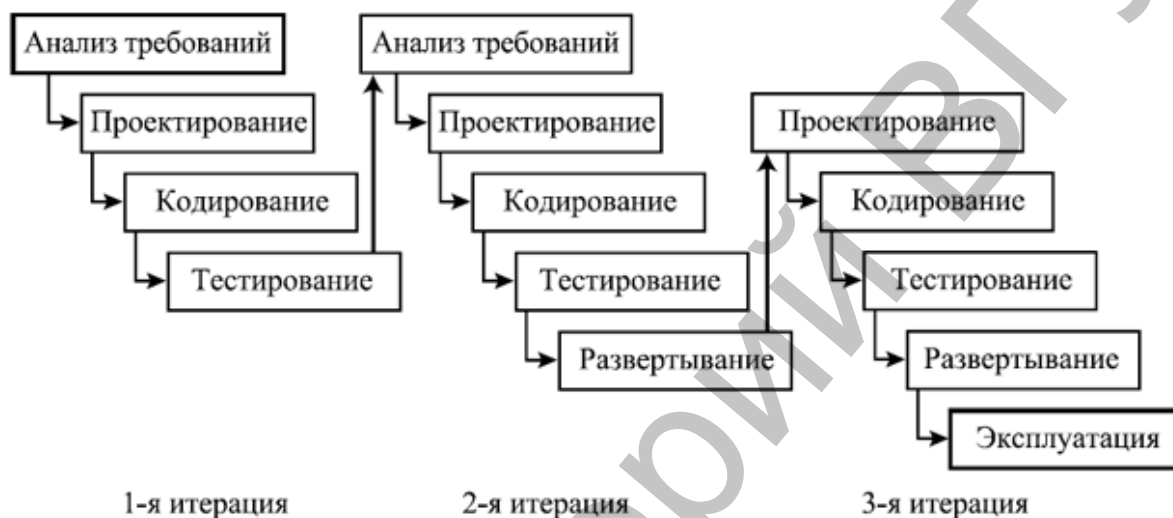 Анализ требований
Проектирование
Кодирование
Тестирование
Анализ требований
Проектирование
Кодирование
Тестирование
Развертывание
Проектирование
Кодирование
Тестирование
Развертывание
Эксплуатация
1-я итерация
2-я итерация
3-я итерация